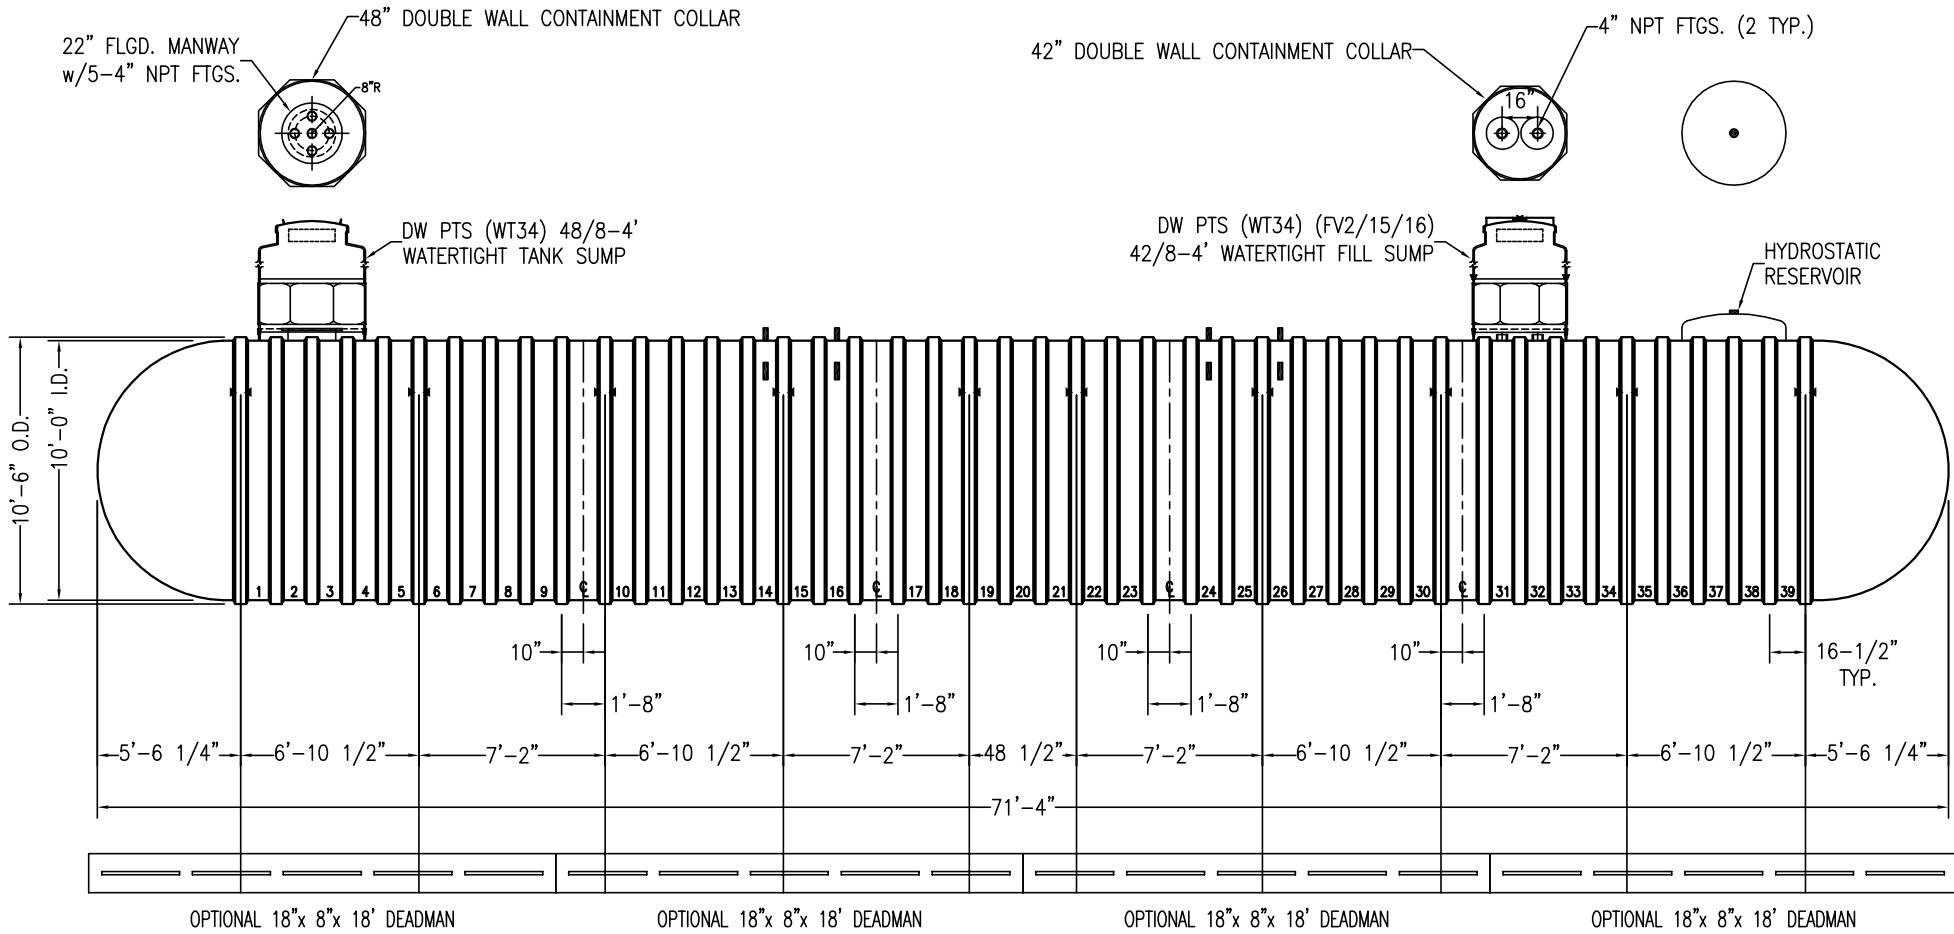 48” DOUBLE WALL CONTAINMENT COLLAR
22” FLGD. MANWAY
w/5-4” NPT FTGS.
8”R
4” NPT FTGS. (2 TYP.)
42” DOUBLE WALL CONTAINMENT COLLAR
16”
DW PTS (WT34) 48/8-4'
WATERTIGHT TANK SUMP
DW PTS (WT34) (FV2/15/16)
42/8-4' WATERTIGHT FILL SUMP
HYDROSTATIC
RESERVOIR
10'-6” O.D.
10'-0” I.D.
1 2 3 4 5 6 7 8 9 ℄ 10 11 12 13 14 15 16 ℄ 17 18 19 20 21 22 23 ℄ 24 25 26 27 28 29 30 ℄ 31 32 33 34 35 36 37 38 39
10” 10” 10” 10” 16-1/2”
TYP.
1'-8” 1'-8” 1'-8” 1'-8”
5'-6 1/4” 6'-10 1/2” 7'-2” 6'-10 1/2” 7'-2” 48 1/2” 7'-2” 6'-10 1/2” 7'-2” 6'-10 1/2” 5'-6 1/4”
71'-4”
OPTIONAL 18”x 8”x 18' DEADMAN OPTIONAL 18”x 8”x 18' DEADMAN OPTIONAL 18”x 8”x 18' DEADMAN OPTIONAL 18”x 8”x 18' DEADMAN